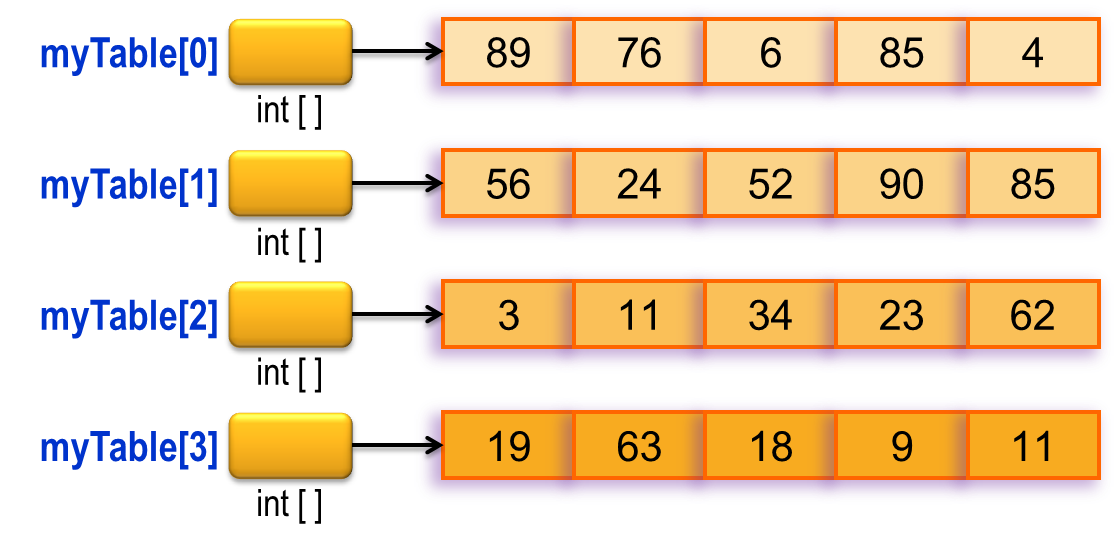 myTable[0] 89 76 6 85 4
int [ ]
myTable[1] 56 24 52 90 85
int [ ]
myTable[2] 3 11 34 23 62
int [ ]
myTable[3] 19 63 18 9 11
int [ ]